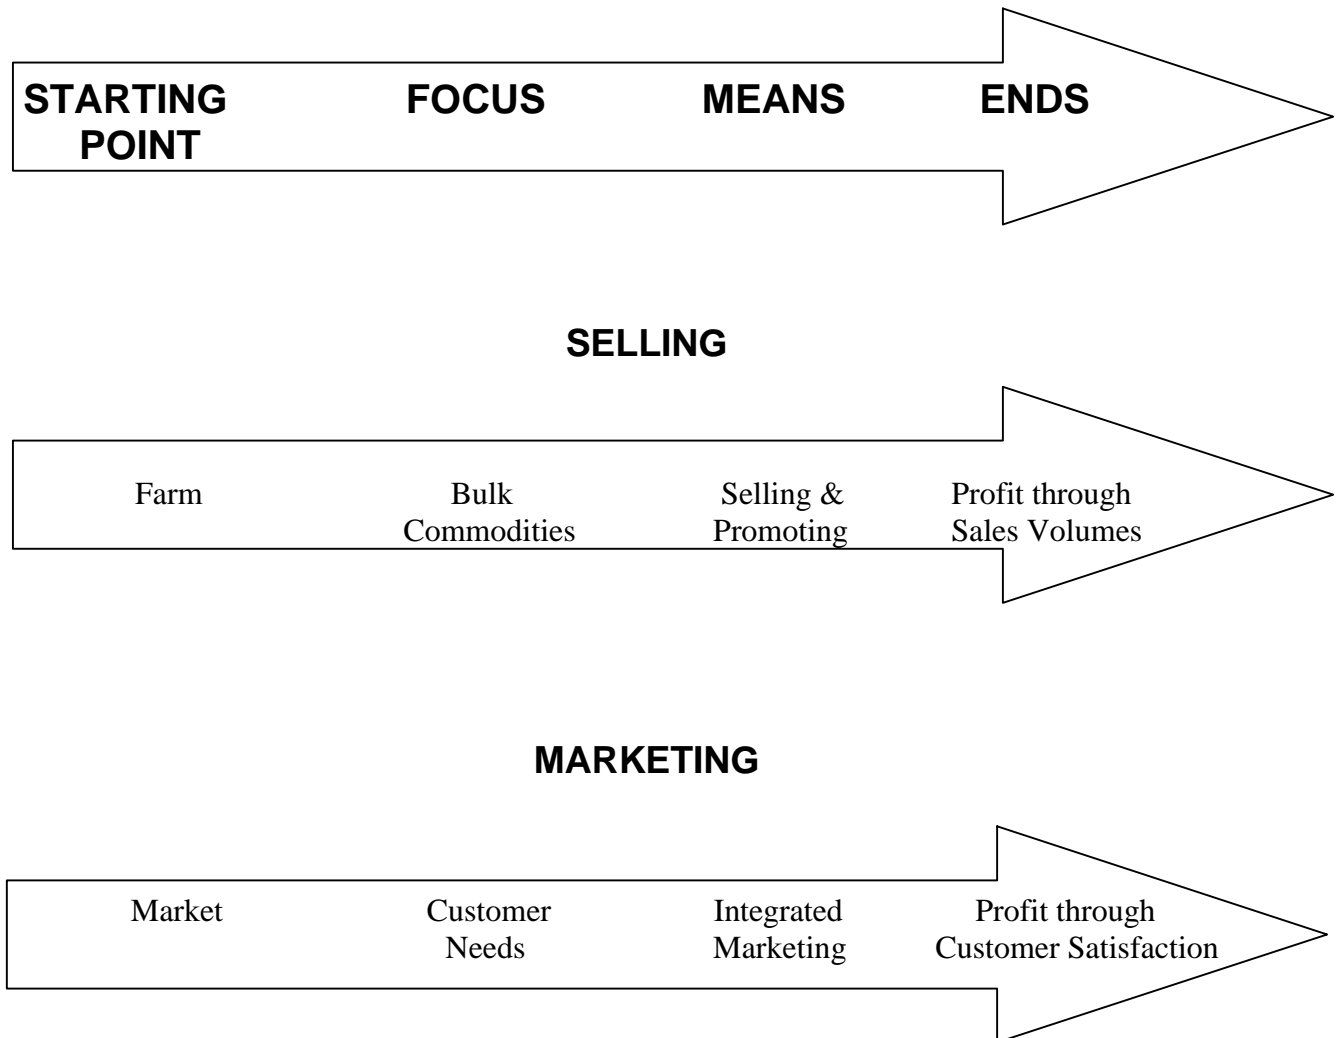 STARTING FOCUS MEANS ENDS
POINT
SELLING
Farm Bulk Selling & Profit through
Commodities Promoting Sales Volumes
MARKETING
Market Customer Integrated Profit through
Needs Marketing Customer Satisfaction